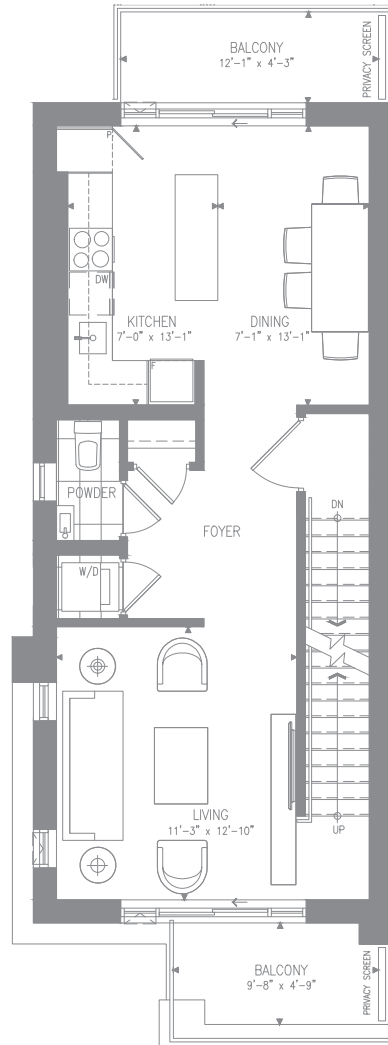 BALCONY
12'-1" x 4'-3"
PRIVACY SCREEN
P
DW
KITCHEN
7'-0" x 13'-1"
DINING
7'-1" x 13'-1"
F
POWDER
DN
FOYER
W/D
LIVING
11'-3" x 12'-10"
UP
BALCONY
9'-8" x 4'-9"
PRIVACY SCREEN